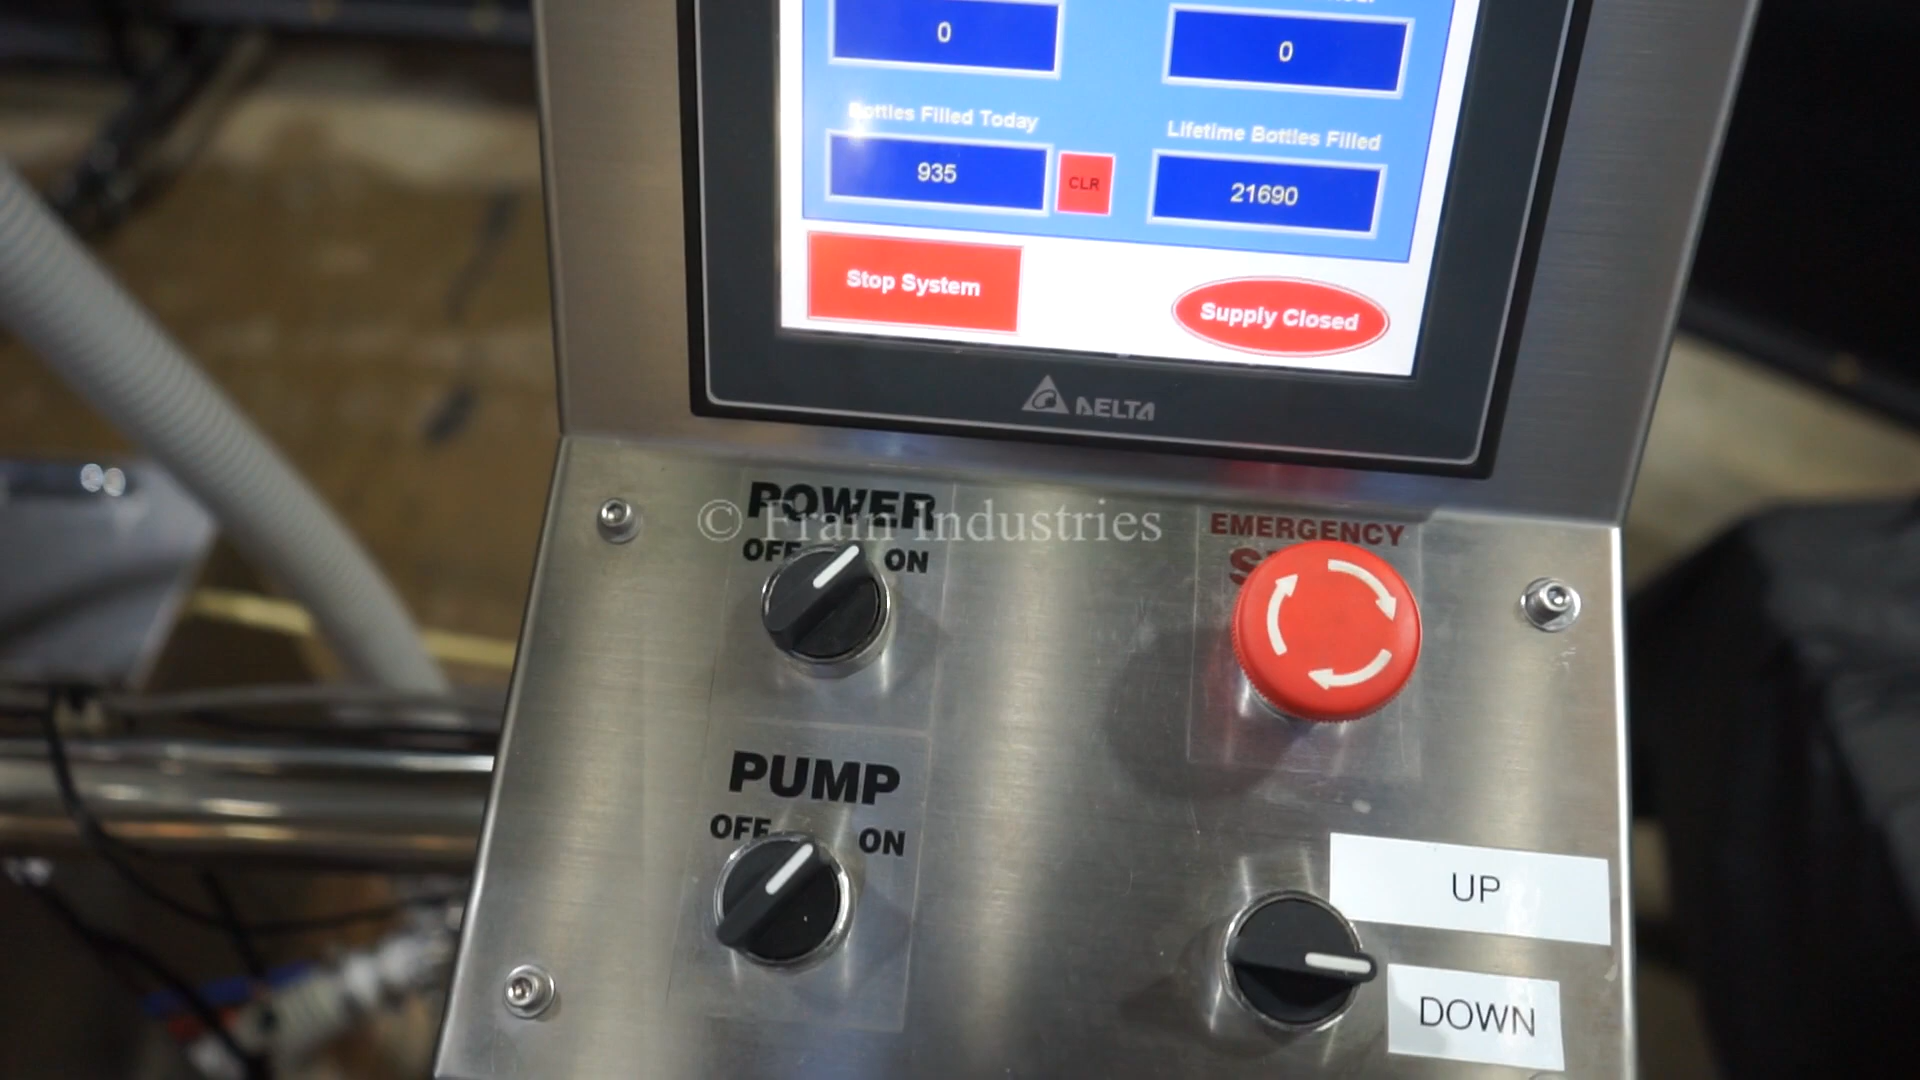 0
0
Bottles Filled Today
Lifetime Bottles Filled
935
CLR
21690
Stop System
Supply Closed
DELTA
POWER
© Frain Industries
OFF
ON
EMERGENCY
PUMP
OFF
ON
UP
DOWN